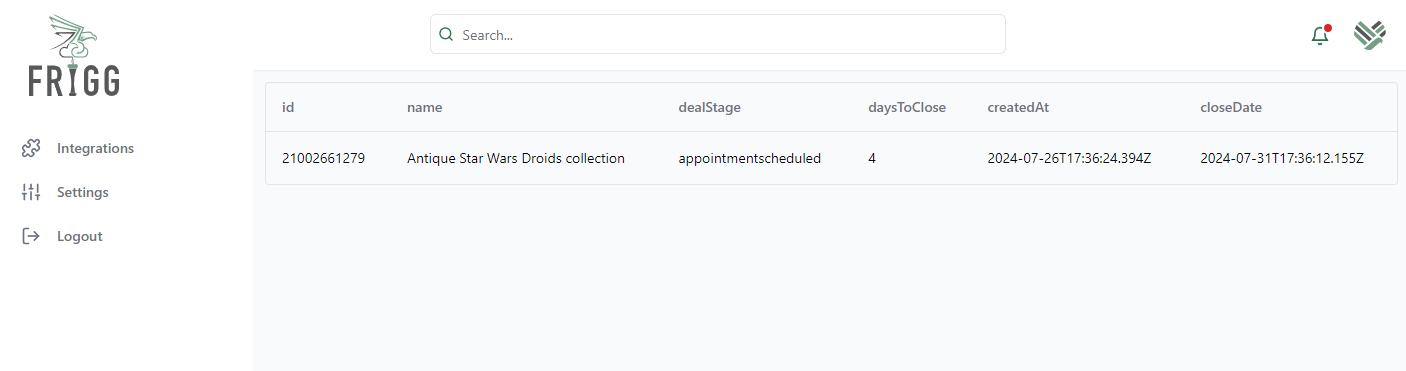 FRIGG
Search...
Integrations
Settings
Logout
id name dealStage daysToClose createdAt closeDate
21002661279 Antique Star Wars Droids collection appointmentscheduled 4 2024-07-26T17:36:24.394Z 2024-07-31T17:36:12.155Z